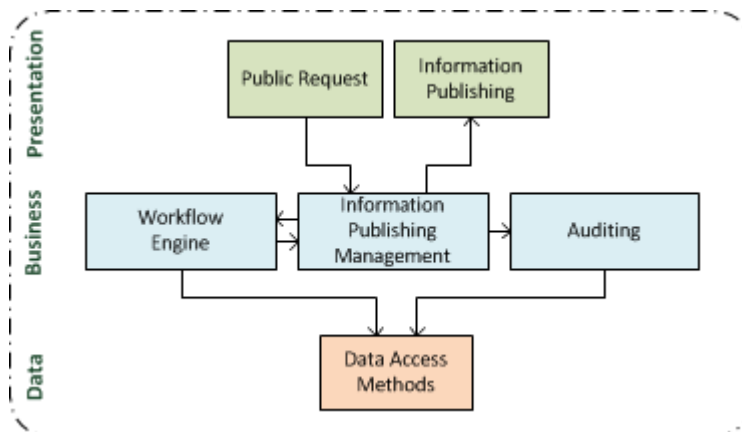 Presentation
Public Request
Information
Publishing
Business
Workflow
Engine
Information
Publishing
Management
Auditing
Data
Data Access
Methods